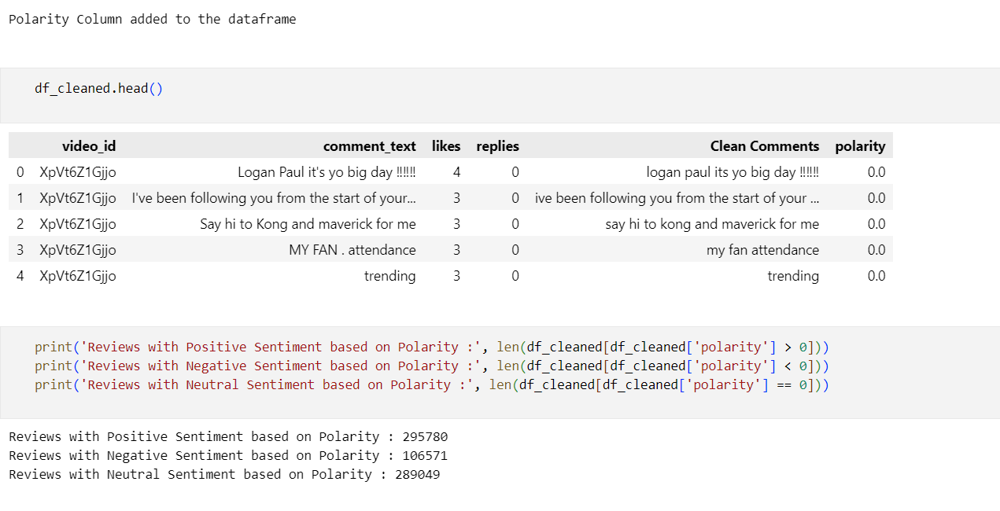 Polarity Column added to the dataframe
df_cleaned.head()
video_id comment_text likes replies Clean Comments polarity
0 XpVt6Z1Gjjo Logan Paul it's yo big day ‼️‼️‼️ 4 0 logan paul its yo big day ‼️‼️‼️ 0.0
1 XpVt6Z1Gjjo I've been following you from the start of your... 3 0 ive been following you from the start of your ... 0.0
2 XpVt6Z1Gjjo Say hi to Kong and maverick for me 3 0 say hi to kong and maverick for me 0.0
3 XpVt6Z1Gjjo MY FAN . attendance 3 0 my fan attendance 0.0
4 XpVt6Z1Gjjo trending 3 0 trending 0.0
print('Reviews with Positive Sentiment based on Polarity :', len(df_cleaned[df_cleaned['polarity'] > 0]))
print('Reviews with Negative Sentiment based on Polarity :', len(df_cleaned[df_cleaned['polarity'] < 0]))
print('Reviews with Neutral Sentiment based on Polarity :', len(df_cleaned[df_cleaned['polarity'] == 0]))
Reviews with Positive Sentiment based on Polarity : 295780
Reviews with Negative Sentiment based on Polarity : 106571
Reviews with Neutral Sentiment based on Polarity : 289049